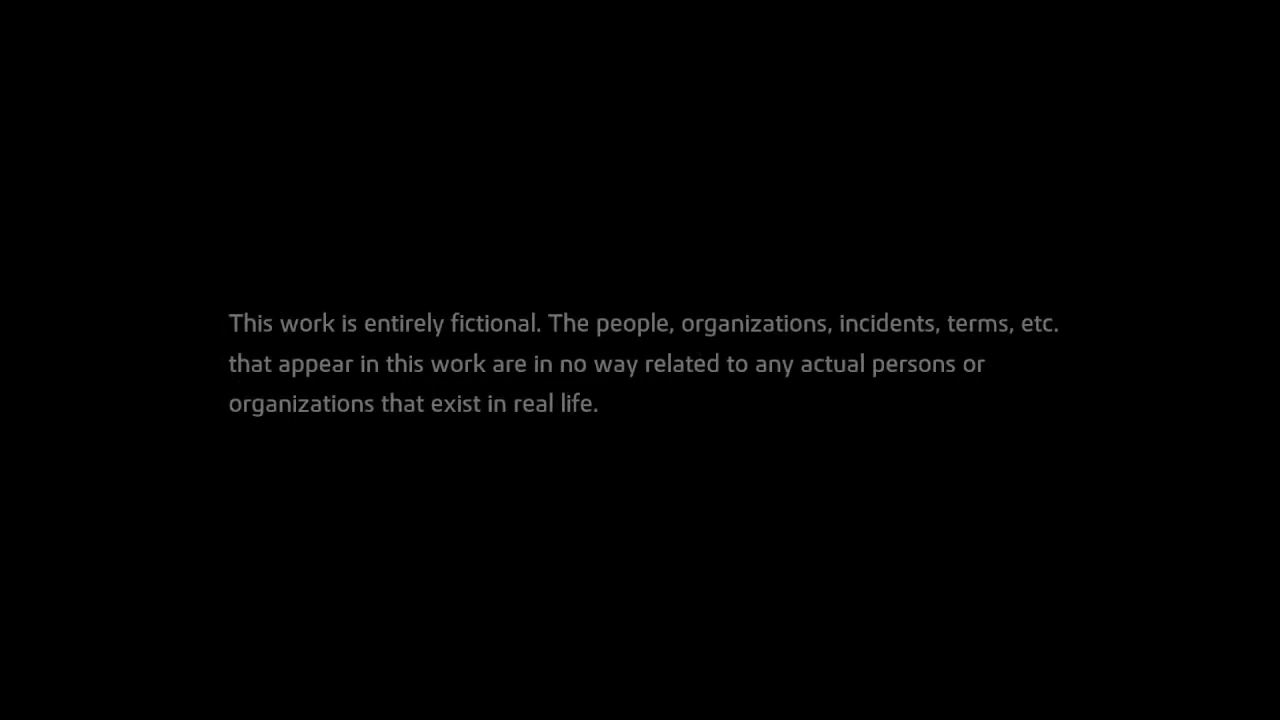 This work is entirely fictional. The people, organizations, incidents, terms, etc.
that appear in this work are in no way related to any actual persons or
organizations that exist in real life.